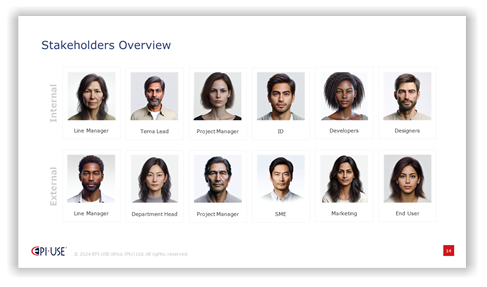 Stakeholders Overview
Internal
Line Manager
Tema Lead
Project Manager
ID
Developers
Designers
External
Line Manager
Department Head
Project Manager
SME
Marketing
End User
EPI·USE
© 2024 EPI-USE Africa (Pty) Ltd. All rights reserved.
14